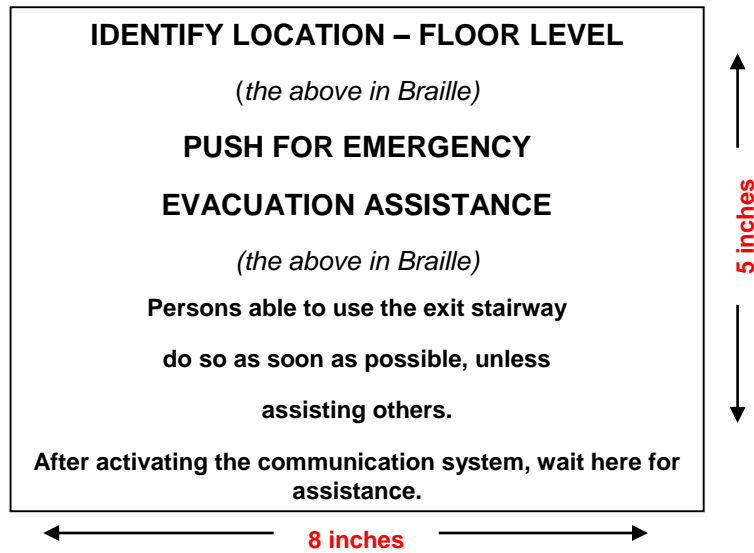 IDENTIFY LOCATION – FLOOR LEVEL
(the above in Braille)
PUSH FOR EMERGENCY
EVACUATION ASSISTANCE
(the above in Braille)
Persons able to use the exit stairway
do so as soon as possible, unless
assisting others.
After activating the communication system, wait here for
assistance.
5 inches
8 inches